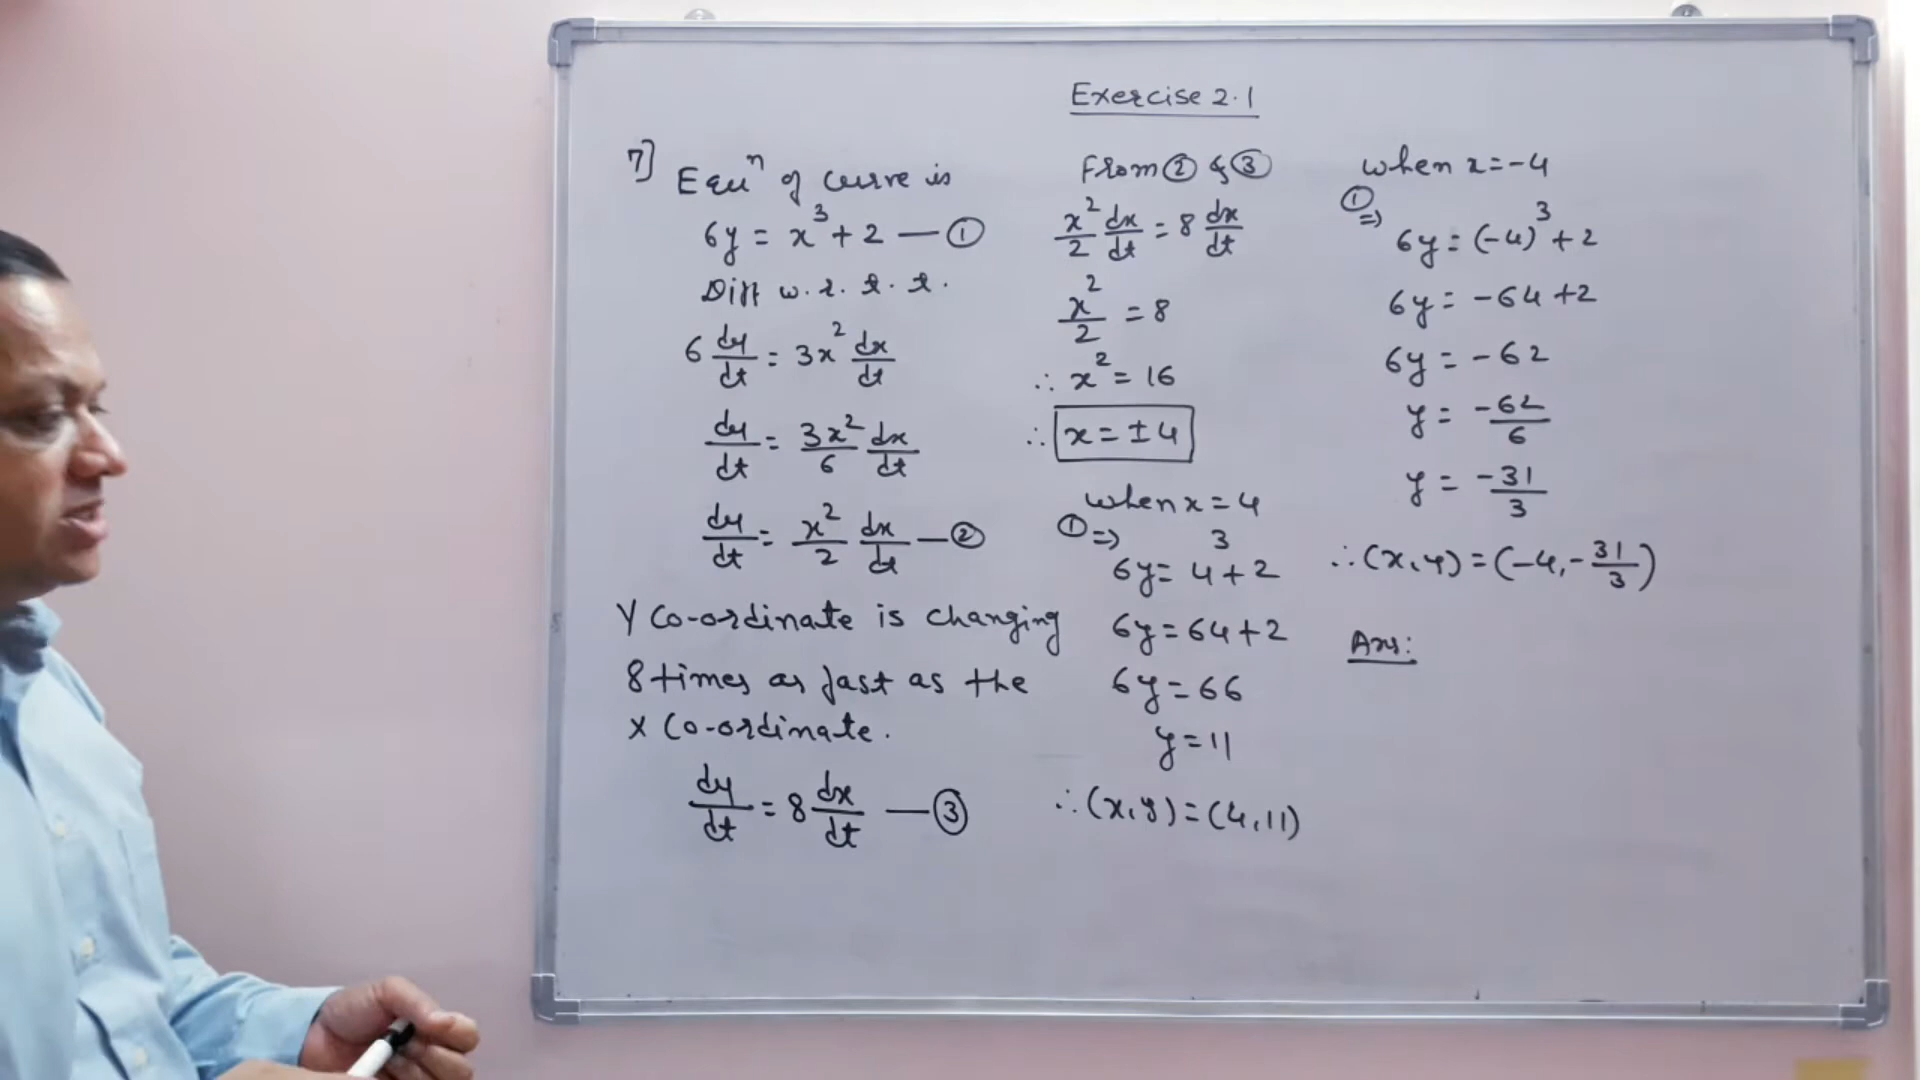 Exercise 2.1
7] Equⁿ of curve is
6y = x³ + 2 — ①
Diff w.r.t.t.
6 dy/dt = 3x² dx/dt
dy/dt = 3x²/6 dx/dt
dy/dt = x²/2 dx/dt — ②
Y Co-ordinate is changing
8 times as fast as the
X Co-ordinate.
dy/dt = 8 dx/dt — ③
From ② & ③
x²/2 dx/dt = 8 dx/dt
x²/2 = 8
∴ x² = 16
∴ x = ±4
when x = 4
① ⇒
6y = 4³ + 2
6y = 64 + 2
6y = 66
y = 11
∴ (x, y) = (4, 11)
when x = -4
① ⇒
6y = (-4)³ + 2
6y = -64 + 2
6y = -62
y = -62/6
y = -31/3
∴ (x, y) = (-4, -31/3)
Ans: